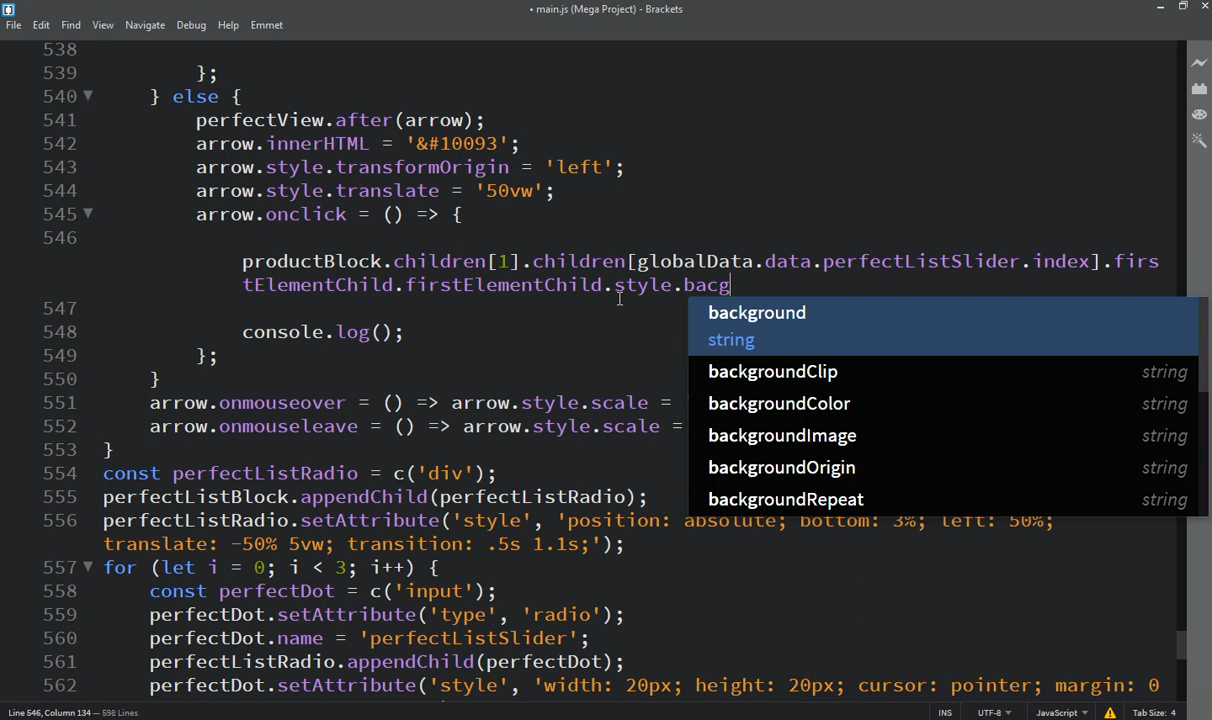 • main.js (Mega Project) - Brackets
File Edit Find View Navigate Debug Help Emmet
538
539 };
540 } else {
541 perfectView.after(arrow);
542 arrow.innerHTML = '&#10093';
543 arrow.style.transformOrigin = 'left';
544 arrow.style.translate = '50vw';
545 arrow.onclick = () => {
546
productBlock.children[1].children[globalData.data.perfectListSlider.index].firs
tElementChild.firstElementChild.style.bacg
background
string
547
548 console.log();
549 };
backgroundClip string
550 }
backgroundColor string
551 arrow.onmouseover = () => arrow.style.scale =
552 arrow.onmouseleave = () => arrow.style.scale =
backgroundImage string
553 }
backgroundOrigin string
554 const perfectListRadio = c('div');
555 perfectListBlock.appendChild(perfectListRadio);
backgroundRepeat string
556 perfectListRadio.setAttribute('style', 'position: absolute; bottom: 3%; left: 50%;
translate: -50% 5vw; transition: .5s 1.1s;');
557 for (let i = 0; i < 3; i++) {
558 const perfectDot = c('input');
559 perfectDot.setAttribute('type', 'radio');
560 perfectDot.name = 'perfectListSlider';
561 perfectListRadio.appendChild(perfectDot);
562 perfectDot.setAttribute('style', 'width: 20px; height: 20px; cursor: pointer; margin: 0
Line 546, Column 134 — 598 Lines INS UTF-8 JavaScript Tab Size: 4